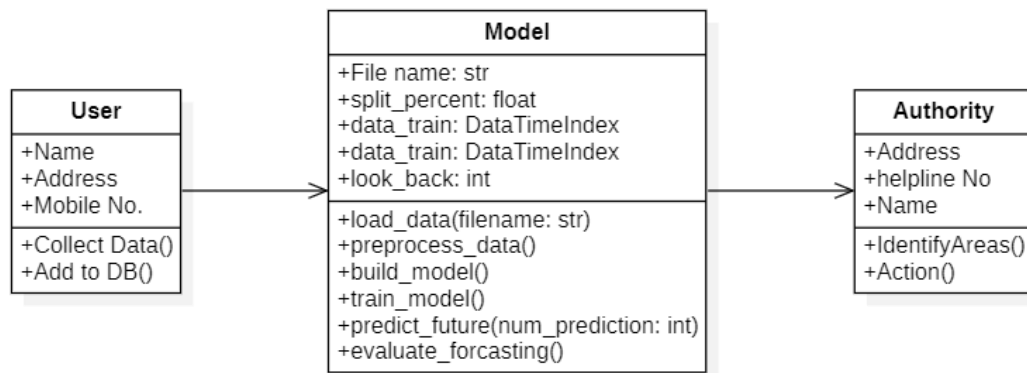 User
+Name
+Address
+Mobile No.
+Collect Data()
+Add to DB()
Model
+File name: str
+split_percent: float
+data_train: DataTimeIndex
+data_train: DataTimeIndex
+look_back: int
+load_data(filename: str)
+preprocess_data()
+build_model()
+train_model()
+predict_future(num_prediction: int)
+evaluate_forcasting()
Authority
+Address
+helpline No
+Name
+IdentifyAreas()
+Action()